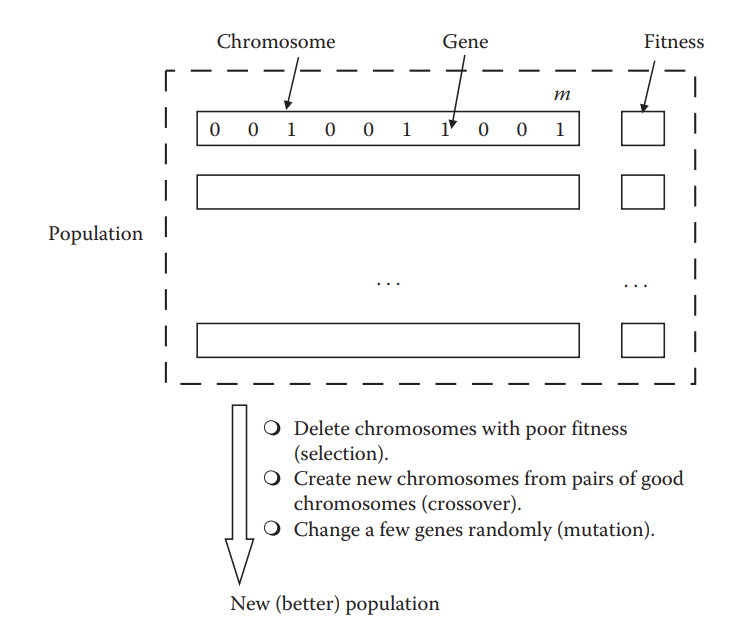 Chromosome Gene Fitness
m
0 0 1 0 0 1 1 0 0 1
Population
... ...
Delete chromosomes with poor fitness
(selection).
Create new chromosomes from pairs of good
chromosomes (crossover).
Change a few genes randomly (mutation).
New (better) population